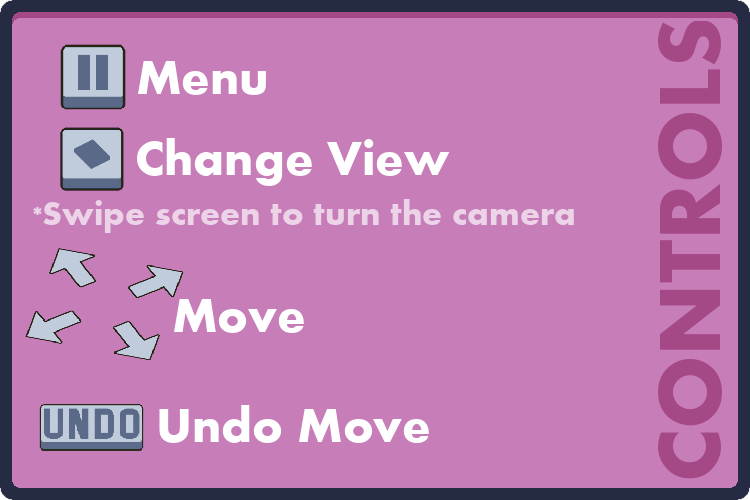 Menu
Change View
*Swipe screen to turn the camera
Move
UNDO Undo Move
CONTROLS